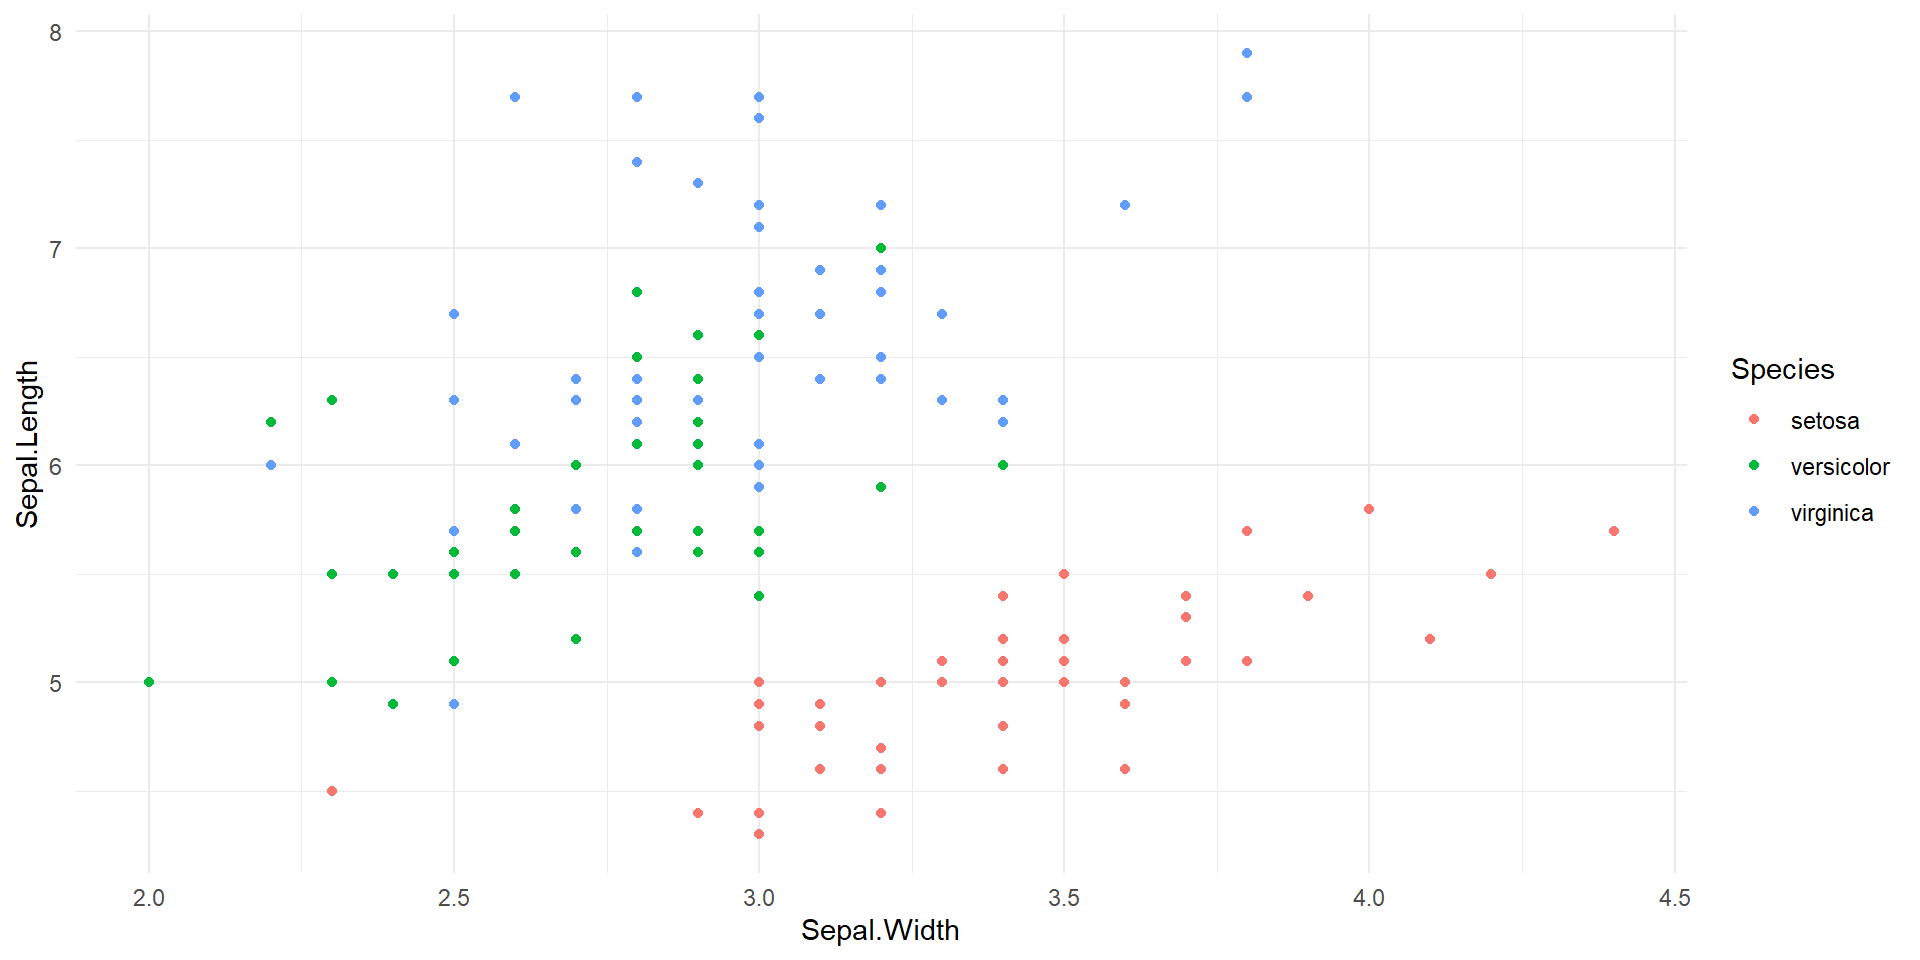 8
7
6
5
Sepal.Length
2.0 2.5 3.0 3.5 4.0 4.5
Sepal.Width
Species
setosa
versicolor
virginica